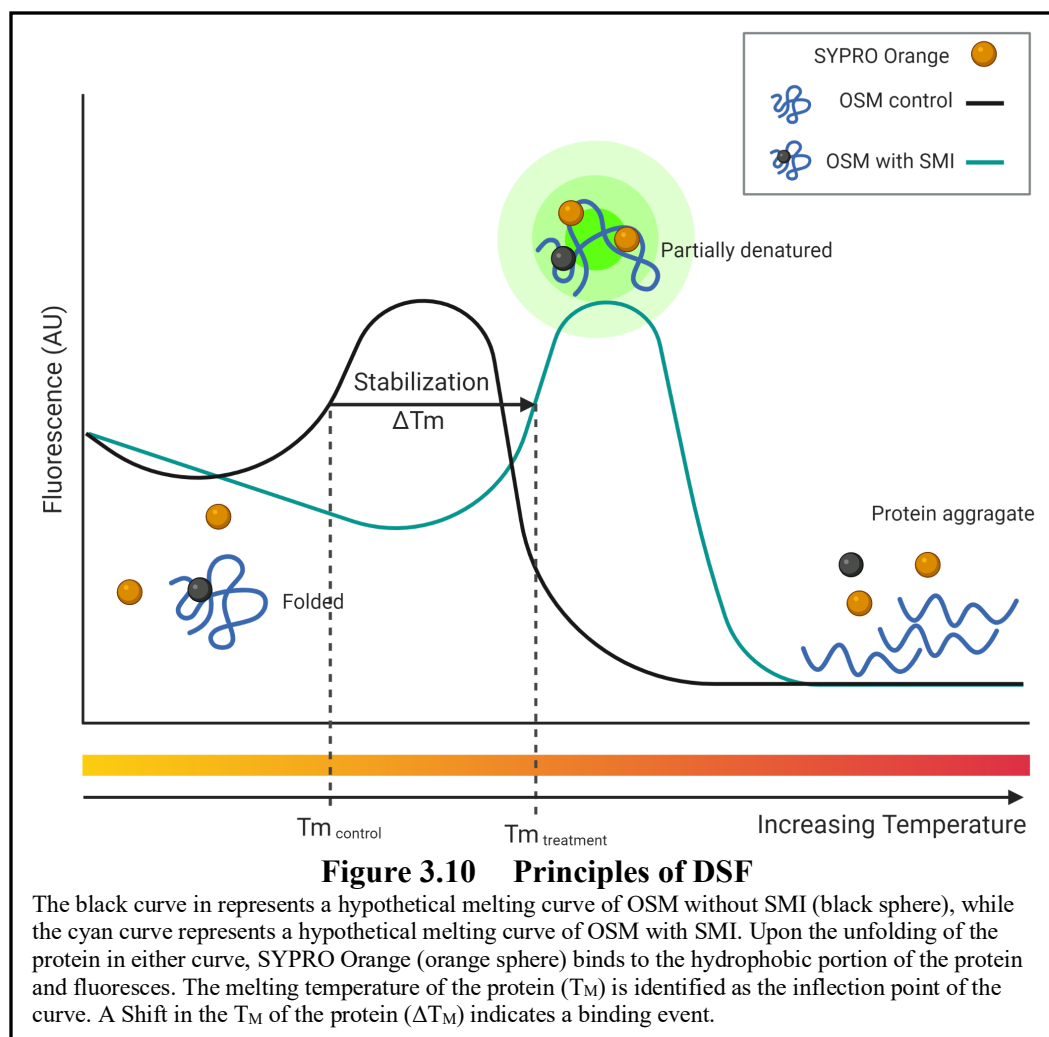 SYPRO Orange
OSM control
OSM with SMI
Partially denatured
Fluorescence (AU)
Stabilization
ΔTm
Folded
Protein aggragate
Tm control
Tm treatment
Increasing Temperature
Figure 3.10 Principles of DSF
The black curve in represents a hypothetical melting curve of OSM without SMI (black sphere), while
the cyan curve represents a hypothetical melting curve of OSM with SMI. Upon the unfolding of the
protein in either curve, SYPRO Orange (orange sphere) binds to the hydrophobic portion of the protein
and fluoresces. The melting temperature of the protein (TM) is identified as the inflection point of the
curve. A Shift in the TM of the protein (ΔTM) indicates a binding event.